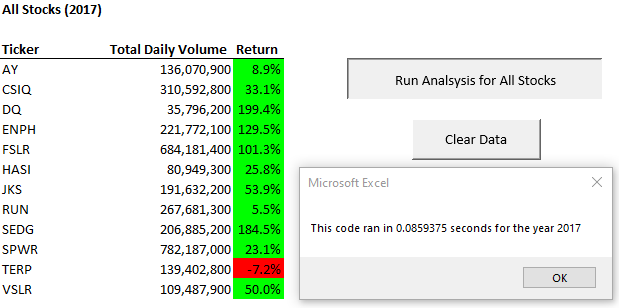 All Stocks (2017)
Ticker Total Daily Volume Return
AY 136,070,900 8.9%
CSIQ 310,592,800 33.1%
DQ 35,796,200 199.4%
ENPH 221,772,100 129.5%
FSLR 684,181,400 101.3%
HASI 80,949,300 25.8%
JKS 191,632,200 53.9%
RUN 267,681,300 5.5%
SEDG 206,885,200 184.5%
SPWR 782,187,000 23.1%
TERP 139,402,800 -7.2%
VSLR 109,487,900 50.0%
Run Analsysis for All Stocks
Clear Data
Microsoft Excel
This code ran in 0.0859375 seconds for the year 2017
OK